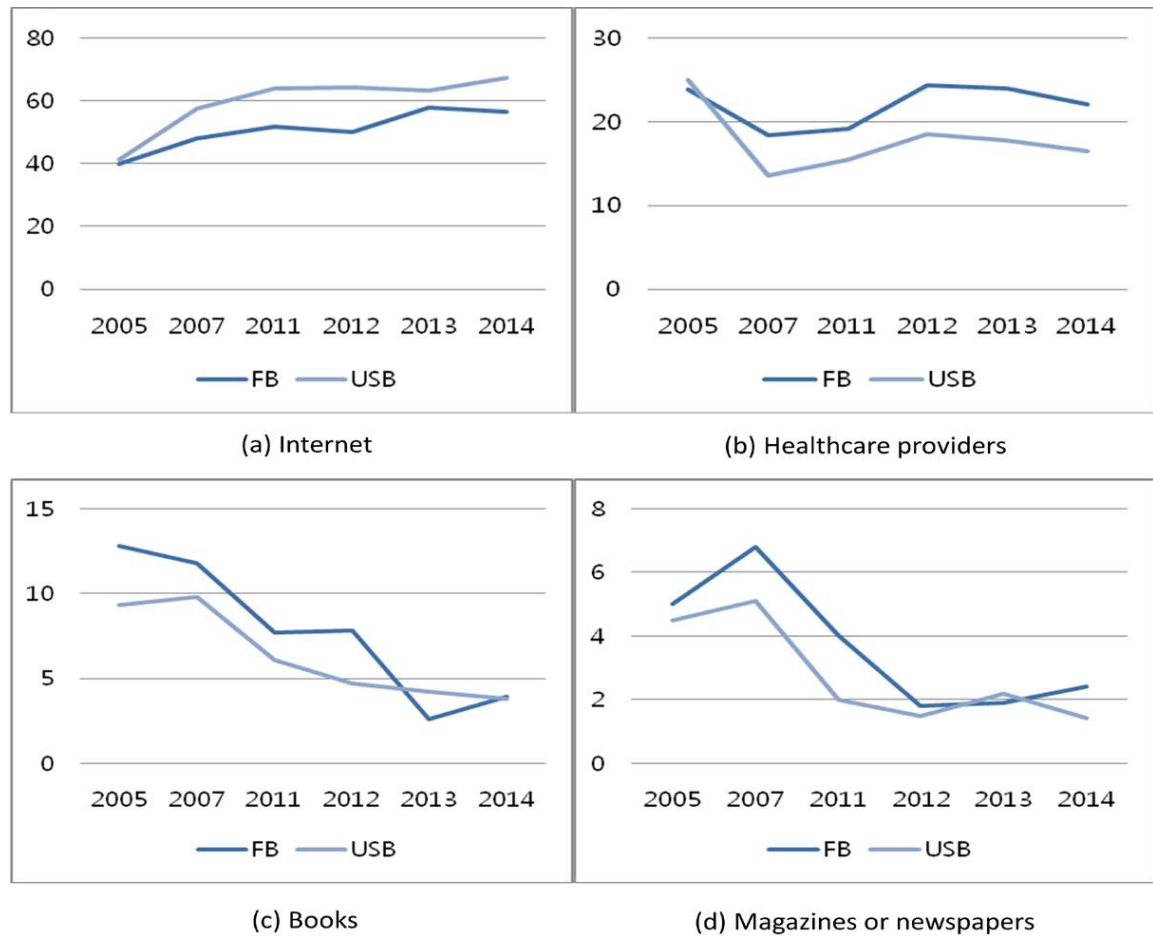 80
60
40
20
0
2005 2007 2011 2012 2013 2014
FB USB
(a) Internet
30
20
10
0
2005 2007 2011 2012 2013 2014
FB USB
(b) Healthcare providers
15
10
5
0
2005 2007 2011 2012 2013 2014
FB USB
(c) Books
8
6
4
2
0
2005 2007 2011 2012 2013 2014
FB USB
(d) Magazines or newspapers